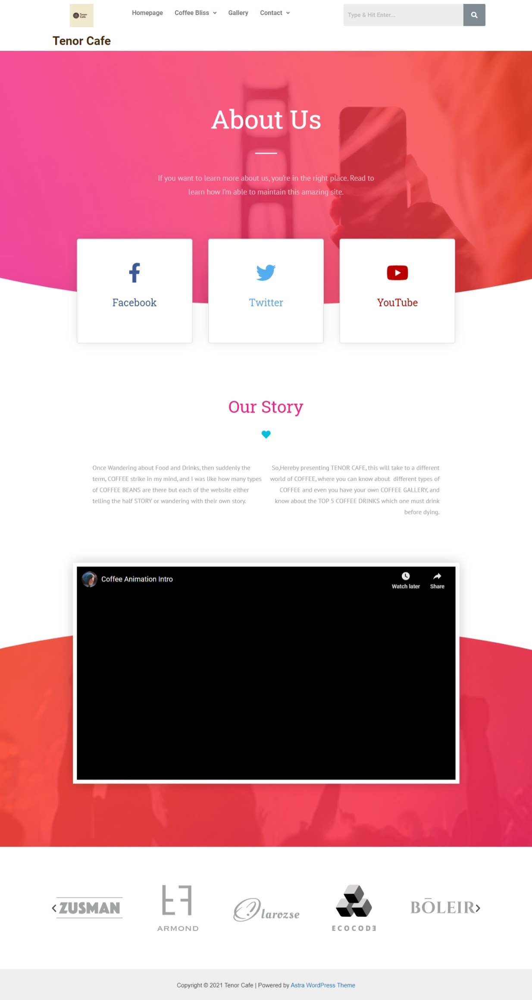 Tenor
Cafe
Homepage
Coffee Bliss
Gallery
Contact
Type & Hit Enter...
Tenor Cafe
About Us
If you want to learn more about us, you're in the right place. Read to
learn how I'm able to maintain this amazing site.
Facebook
Twitter
YouTube
Our Story
Once Wandering about Food and Drinks, then suddenly the
term, COFFEE strike in my mind, and I was like how many types
of COFFEE BEANS are there but each of the website either
telling the half STORY or wandering with their own story.
So,Hereby presenting TENOR CAFE, this will take to a different
world of COFFEE, where you can know about  different types of
COFFEE and even you have your own COFFEE GALLERY, and
know about the TOP 5 COFFEE DRINKS which one must drink
before dying.
Coffee Animation Intro
Watch later
Share
ZUSMAN
ARMOND
Olarozse
ECOCODE
BŌLEIR
Copyright © 2021 Tenor Cafe | Powered by Astra WordPress Theme